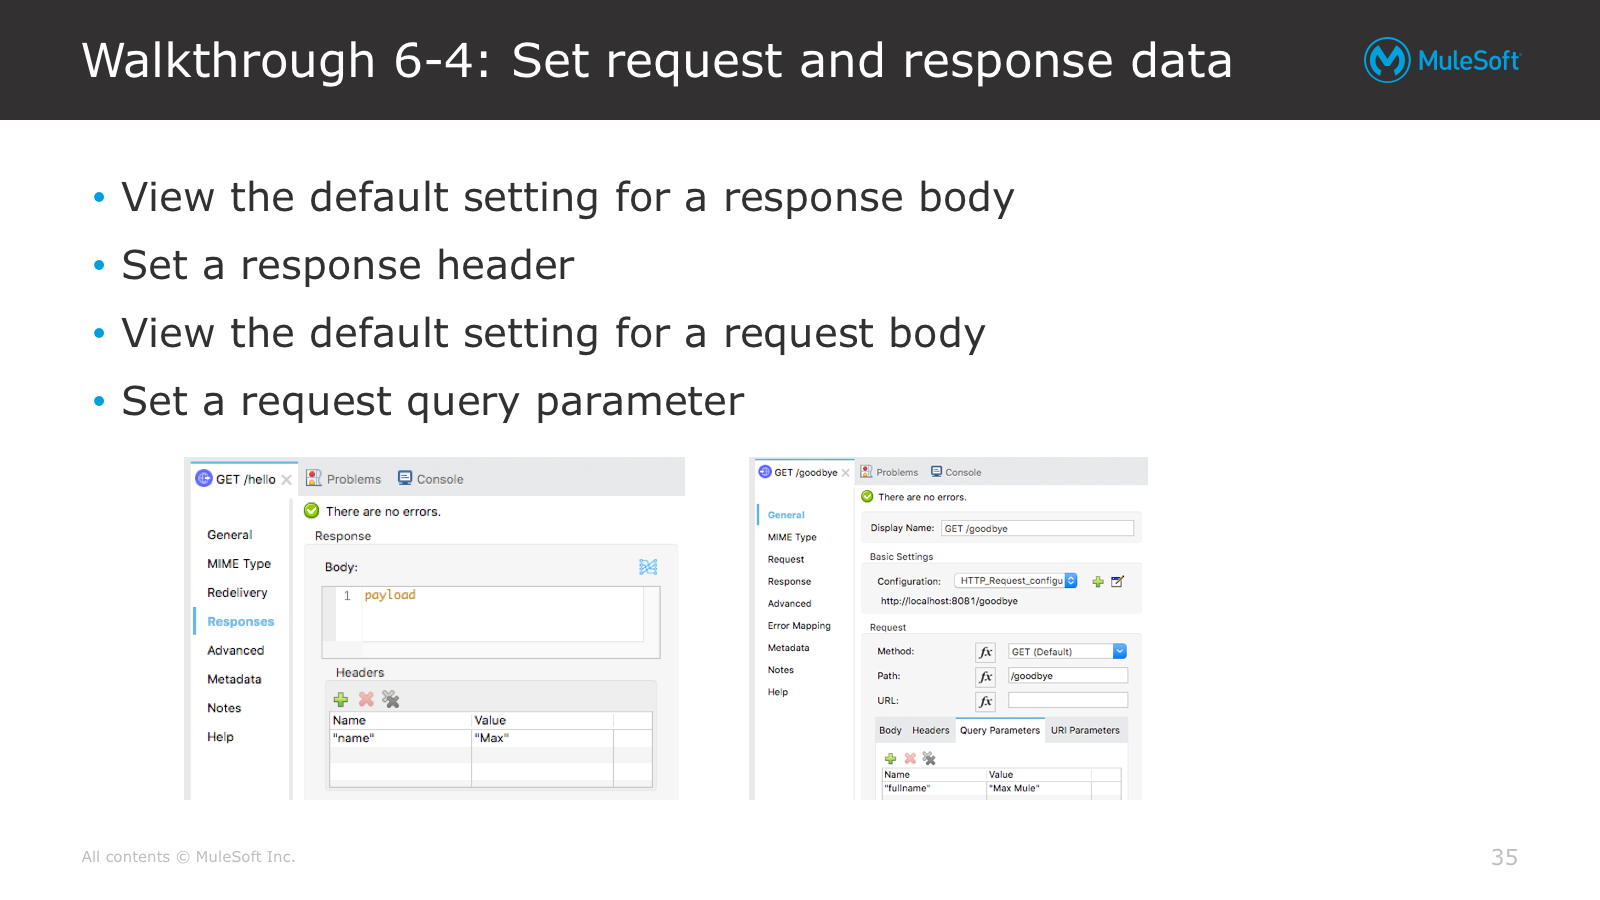 Walkthrough 6-4: Set request and response data
MuleSoft
• View the default setting for a response body
• Set a response header
• View the default setting for a request body
• Set a request query parameter
GET /hello
Problems
Console
There are no errors.
General
MIME Type
Redelivery
Responses
Advanced
Metadata
Notes
Help
Response
Body:
1 payload
Headers
Name Value
"name" "Max"
GET /goodbye
Problems
Console
There are no errors.
General
MIME Type
Request
Response
Advanced
Error Mapping
Metadata
Notes
Help
Display Name: GET /goodbye
Basic Settings
Configuration: HTTP_Request_configu
http://localhost:8081/goodbye
Request
Method: fx GET (Default)
Path: fx /goodbye
URL: fx
Body Headers Query Parameters URI Parameters
Name Value
"fullname" "Max Mule"
All contents © MuleSoft Inc.
35